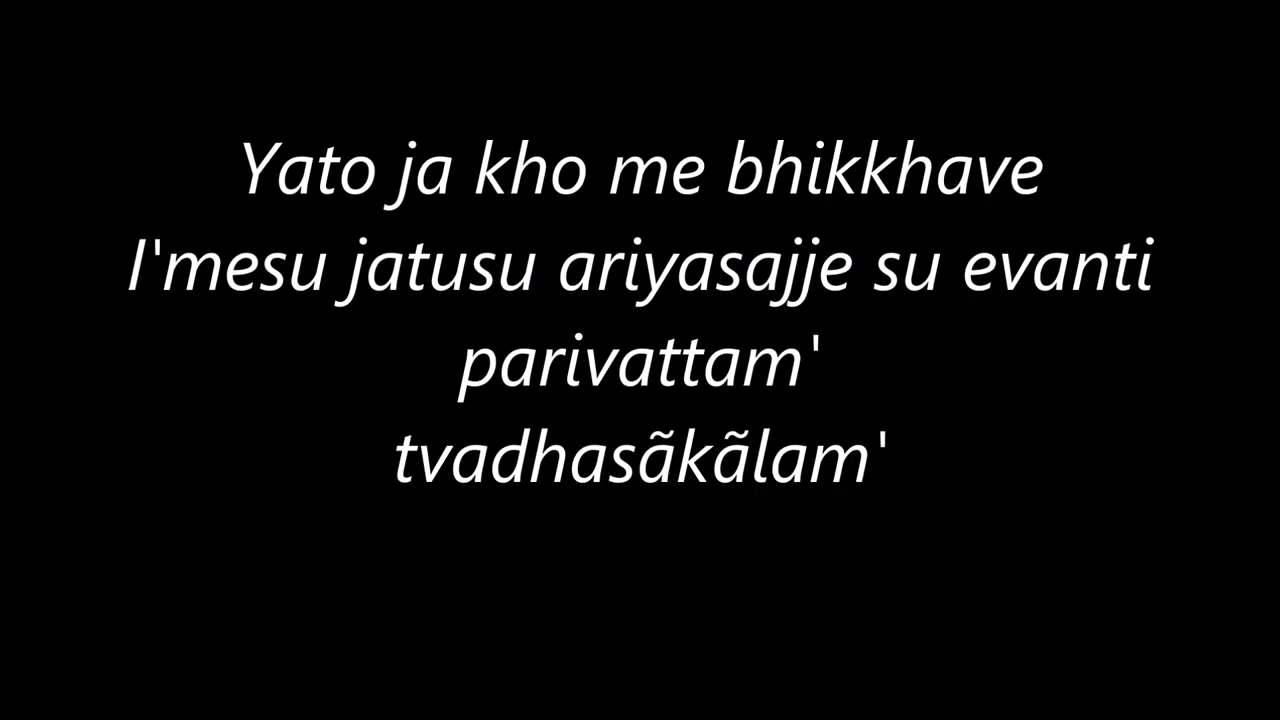 Yato ja kho me bhikkhave
I'mesu jatusu ariyasajje su evanti
parivattam'
tvadhasãkãlam'